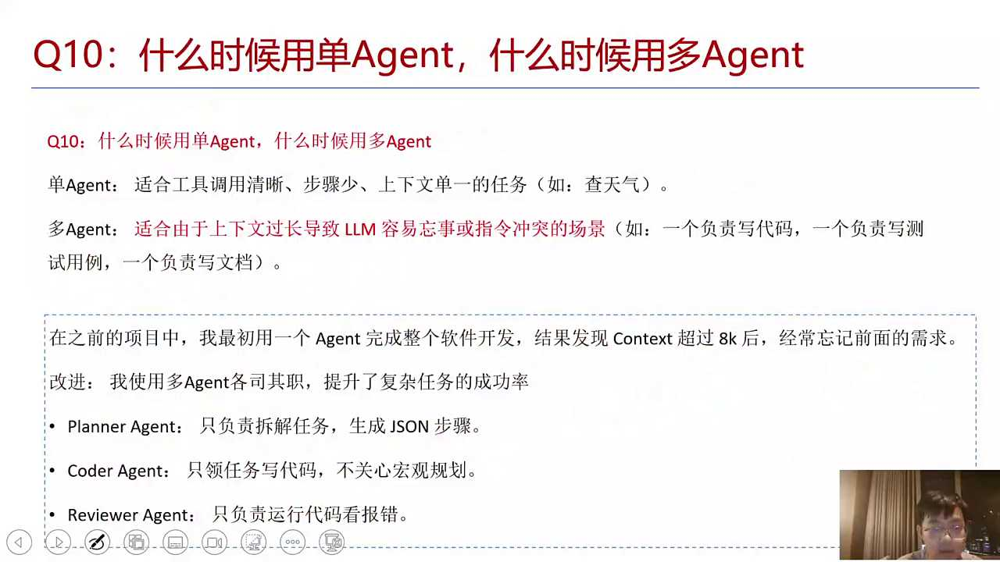 Q10：什么时候用单Agent，什么时候用多Agent
Q10：什么时候用单Agent，什么时候用多Agent
单Agent： 适合工具调用清晰、步骤少、上下文单一的任务（如：查天气）。
多Agent： 适合由于上下文过长导致 LLM 容易忘事或指令冲突的场景（如：一个负责写代码，一个负责写测
试用例，一个负责写文档）。
在之前的项目中，我最初用一个 Agent 完成整个软件开发，结果发现 Context 超过 8k 后，经常忘记前面的需求。
改进： 我使用多Agent各司其职，提升了复杂任务的成功率
• Planner Agent： 只负责拆解任务，生成 JSON 步骤。
• Coder Agent： 只领任务写代码，不关心宏观规划。
• Reviewer Agent： 只负责运行代码看报错。